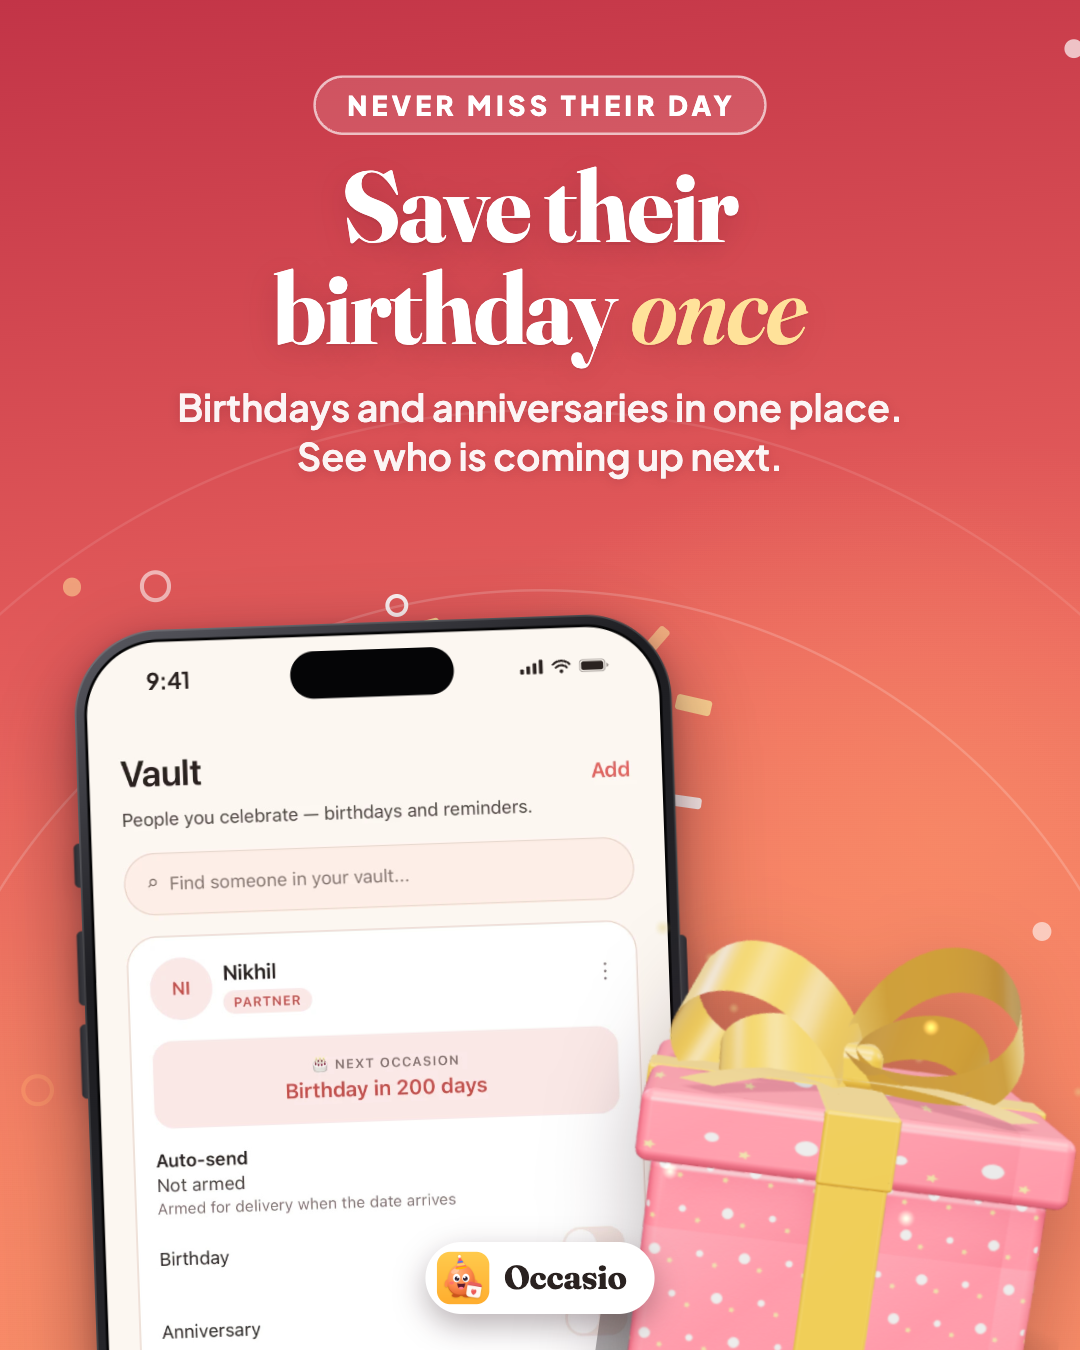 NEVER MISS THEIR DAY
Save their
birthday once
Birthdays and anniversaries in one place.
See who is coming up next.
9:41
Vault
Add
People you celebrate — birthdays and reminders.
Find someone in your vault...
NI
Nikhil
PARTNER
NEXT OCCASION
Birthday in 200 days
Auto-send
Not armed
Armed for delivery when the date arrives
Birthday
Anniversary
Occasio